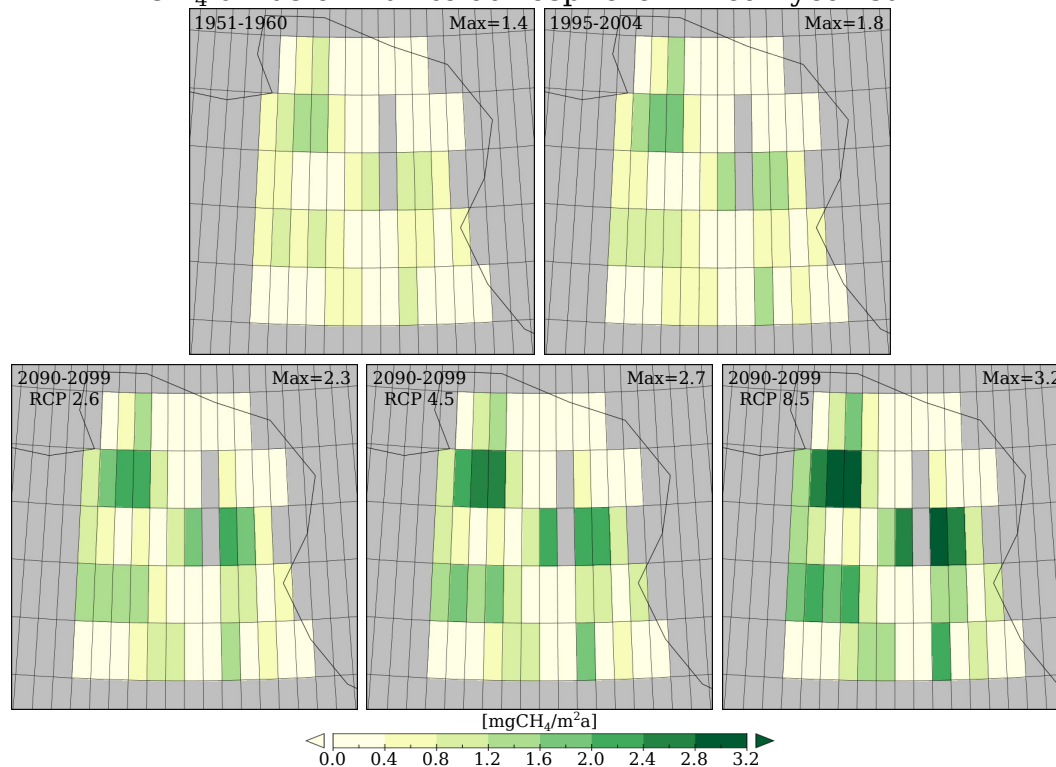 1951-1960 Max=1.4
1995-2004 Max=1.8
2090-2099 Max=2.3
RCP 2.6
2090-2099 Max=2.7
RCP 4.5
2090-2099 Max=3.2
RCP 8.5
[mgCH₄/m²a]
0.0 0.4 0.8 1.2 1.6 2.0 2.4 2.8 3.2